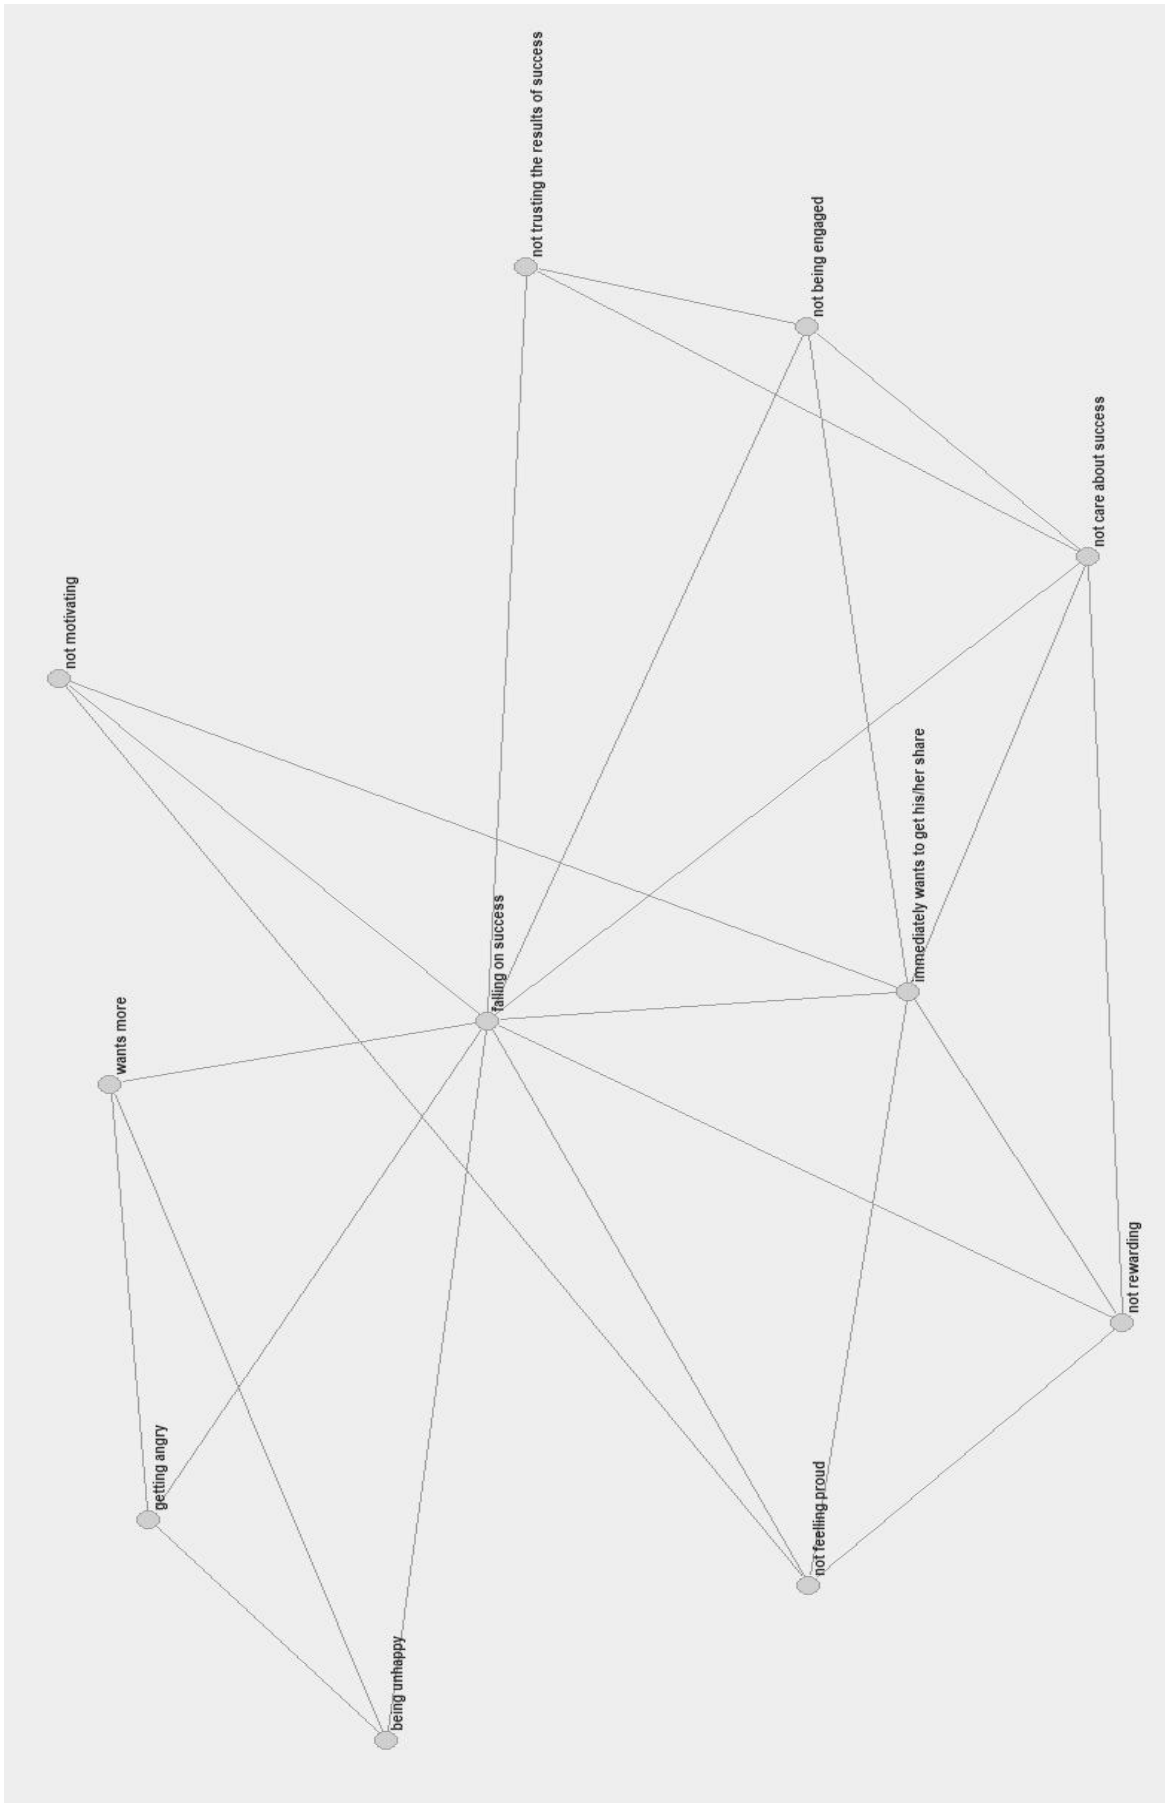 not motivating
wants more
getting angry
being unhappy
falling on success
not trusting the results of success
not being engaged
not feelling proud
immediately wants to get his/her share
not care about success
not rewarding